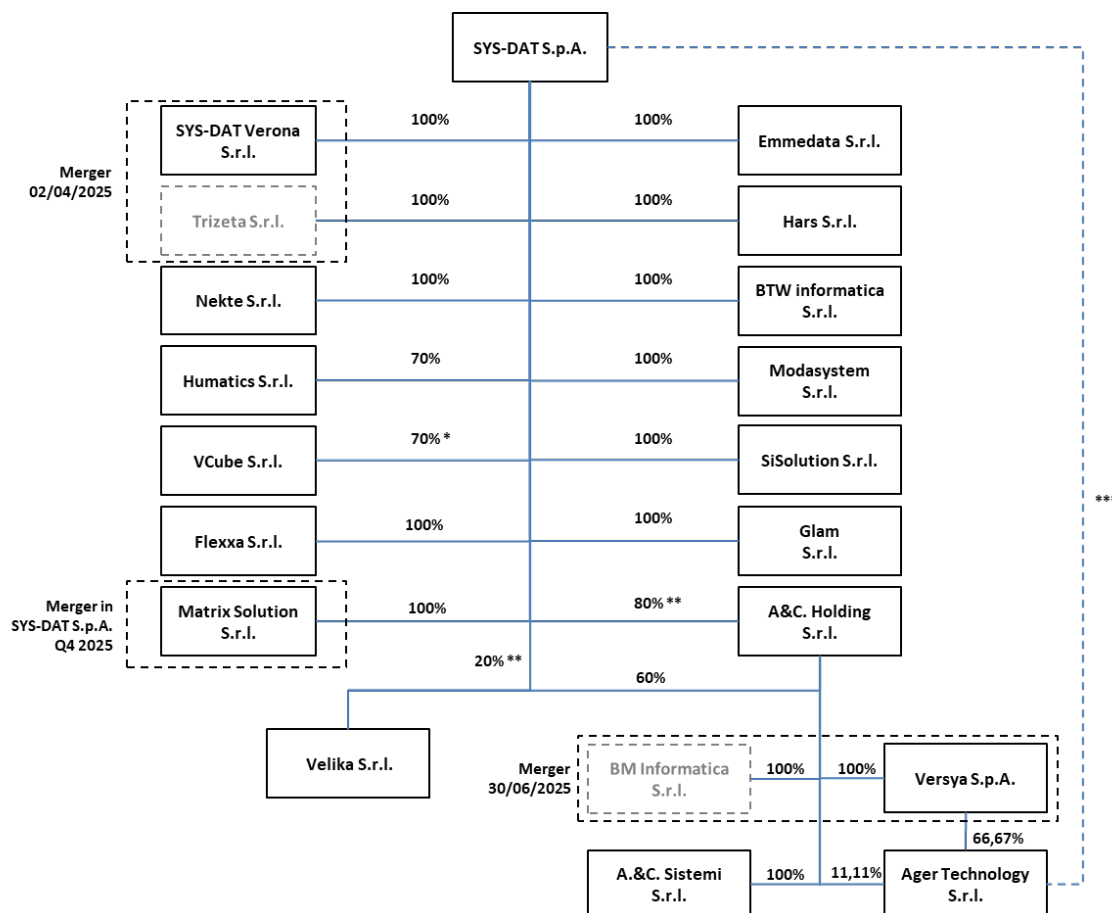 SYS-DAT S.p.A.
100%
100%
SYS-DAT Verona
S.r.l.
Emmedata S.r.l.
Merger
02/04/2025
100%
100%
Trizeta S.r.l.
Hars S.r.l.
100%
100%
Nekte S.r.l.
BTW informatica
S.r.l.
70%
100%
Humatics S.r.l.
Modasystem
S.r.l.
70% *
100%
VCube S.r.l.
SiSolution S.r.l.
***
100%
100%
Flexxa S.r.l.
Glam
S.r.l.
Merger in
SYS-DAT S.p.A.
Q4 2025
Matrix Solution
S.r.l.
100%
80% **
A&C. Holding
S.r.l.
20% **
60%
Velika S.r.l.
Merger
30/06/2025
BM Informatica
S.r.l.
100%
100%
Versya S.p.A.
66,67%
A.&C. Sistemi
S.r.l.
100%
11,11%
Ager Technology
S.r.l.